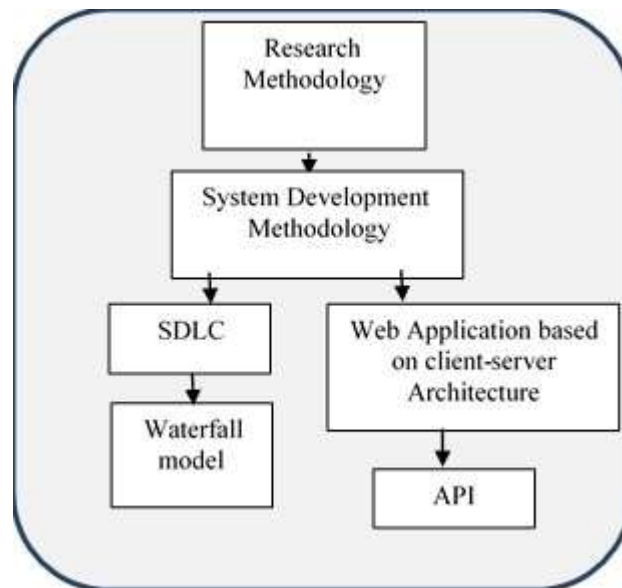 Research
Methodology
System Development
Methodology
SDLC
Web Application based
on client-server
Architecture
Waterfall
model
API